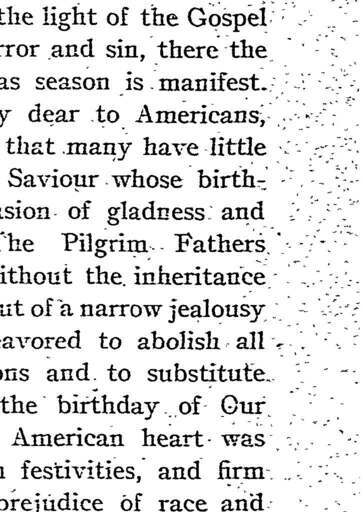 the light of the Gospel
rror and sin, there the
as season is manifest.
y dear to Americans,
that many have little
Saviour whose birth-
sion of gladness and
he Pilgrim Fathers
ithout the inheritance
ut of a narrow jealousy
eavored to abolish all
ons and to substitute
the birthday of Our
American heart was
festivities, and firm
prejudice of race and